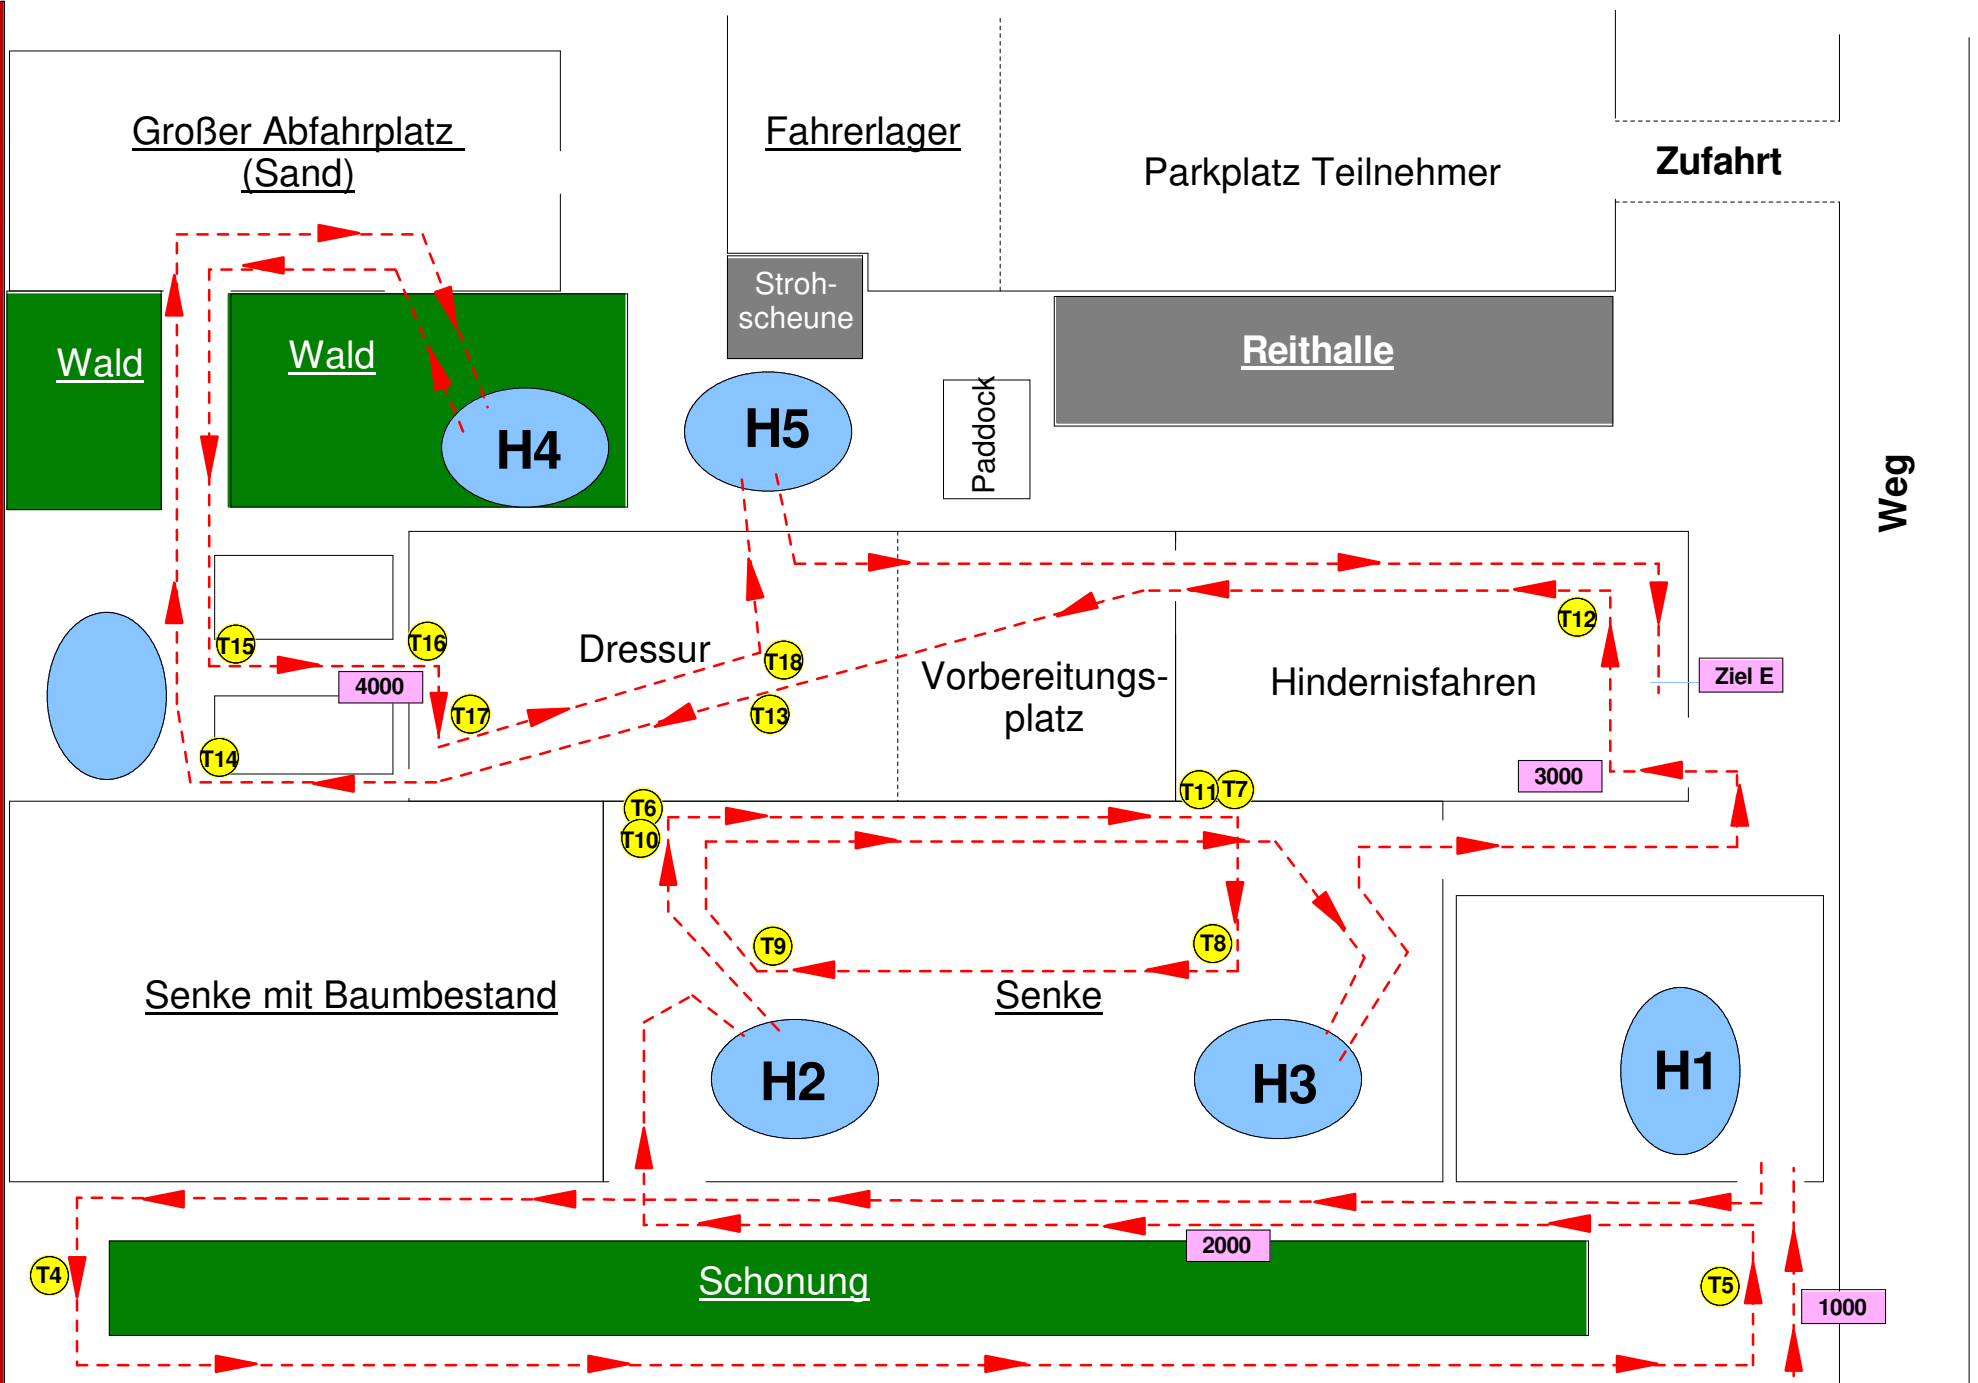 Großer Abfahrplatz
(Sand)
Fahrerlager
Parkplatz Teilnehmer
Zufahrt
Stroh-
scheune
Reithalle
Wald
Wald
Paddock
H4
H5
Weg
T12
T15
T16
Dressur
T18
Vorbereitungs-
platz
Hindernisfahren
Ziel E
4000
T17
T13
T14
3000
T11
T7
T6
T10
T9
T8
Senke mit Baumbestand
Senke
H2
H3
H1
2000
T4
Schonung
T5
1000